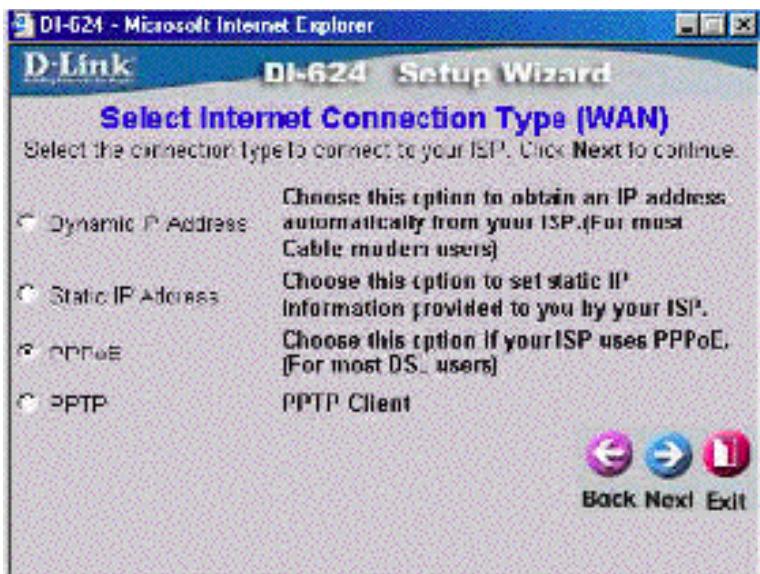 DI-624 - Microsoft Internet Explorer
D-Link
DI-624 Setup Wizard
Select Internet Connection Type (WAN)
Select the connection type to connect to your ISP. Click Next to continue.
Dynamic IP Address
Choose this option to obtain an IP address
automatically from your ISP.(For most
Cable modem users)
Static IP Address
Choose this option to set static IP
information provided to you by your ISP.
PPPoE
Choose this option if your ISP uses PPPoE.
(For most DSL users)
PPTP
PPTP Client
Back Next Exit